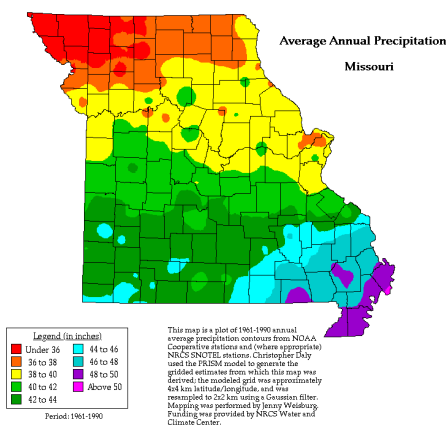 Average Annual Precipitation
Missouri
Legend (in inches)
Under 36
36 to 38
38 to 40
40 to 42
42 to 44
44 to 46
46 to 48
48 to 50
Above 50
Period: 1961-1990
This map is a plot of 1961-1990 annual
average precipitation contours from NOAA
Cooperative stations and (where appropriate)
NRCS SNOTEL stations. Christopher Daly
used the PRISM model to generate the
gridded estimates from which this map was
derived; the modeled grid was approximately
4x4 km latitude/longitude, and was
resampled to 2x2 km using a Gaussian filter.
Mapping was performed by Jenny Weisburg.
Funding was provided by NRCS Water and
Climate Center.